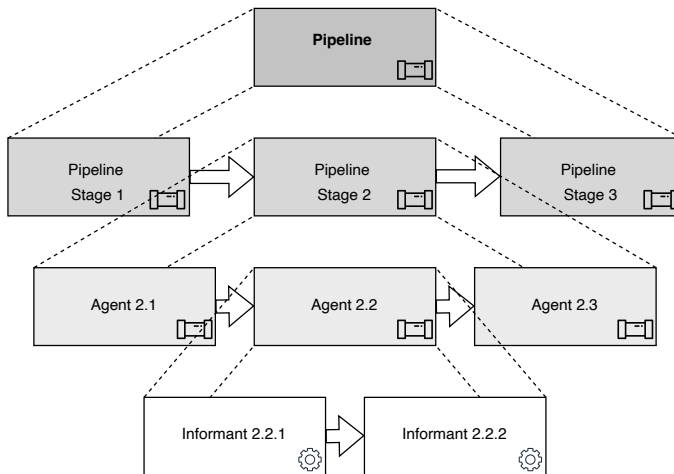 Pipeline
Pipeline
Stage 1
Pipeline
Stage 2
Pipeline
Stage 3
Agent 2.1
Agent 2.2
Agent 2.3
Informant 2.2.1
Informant 2.2.2